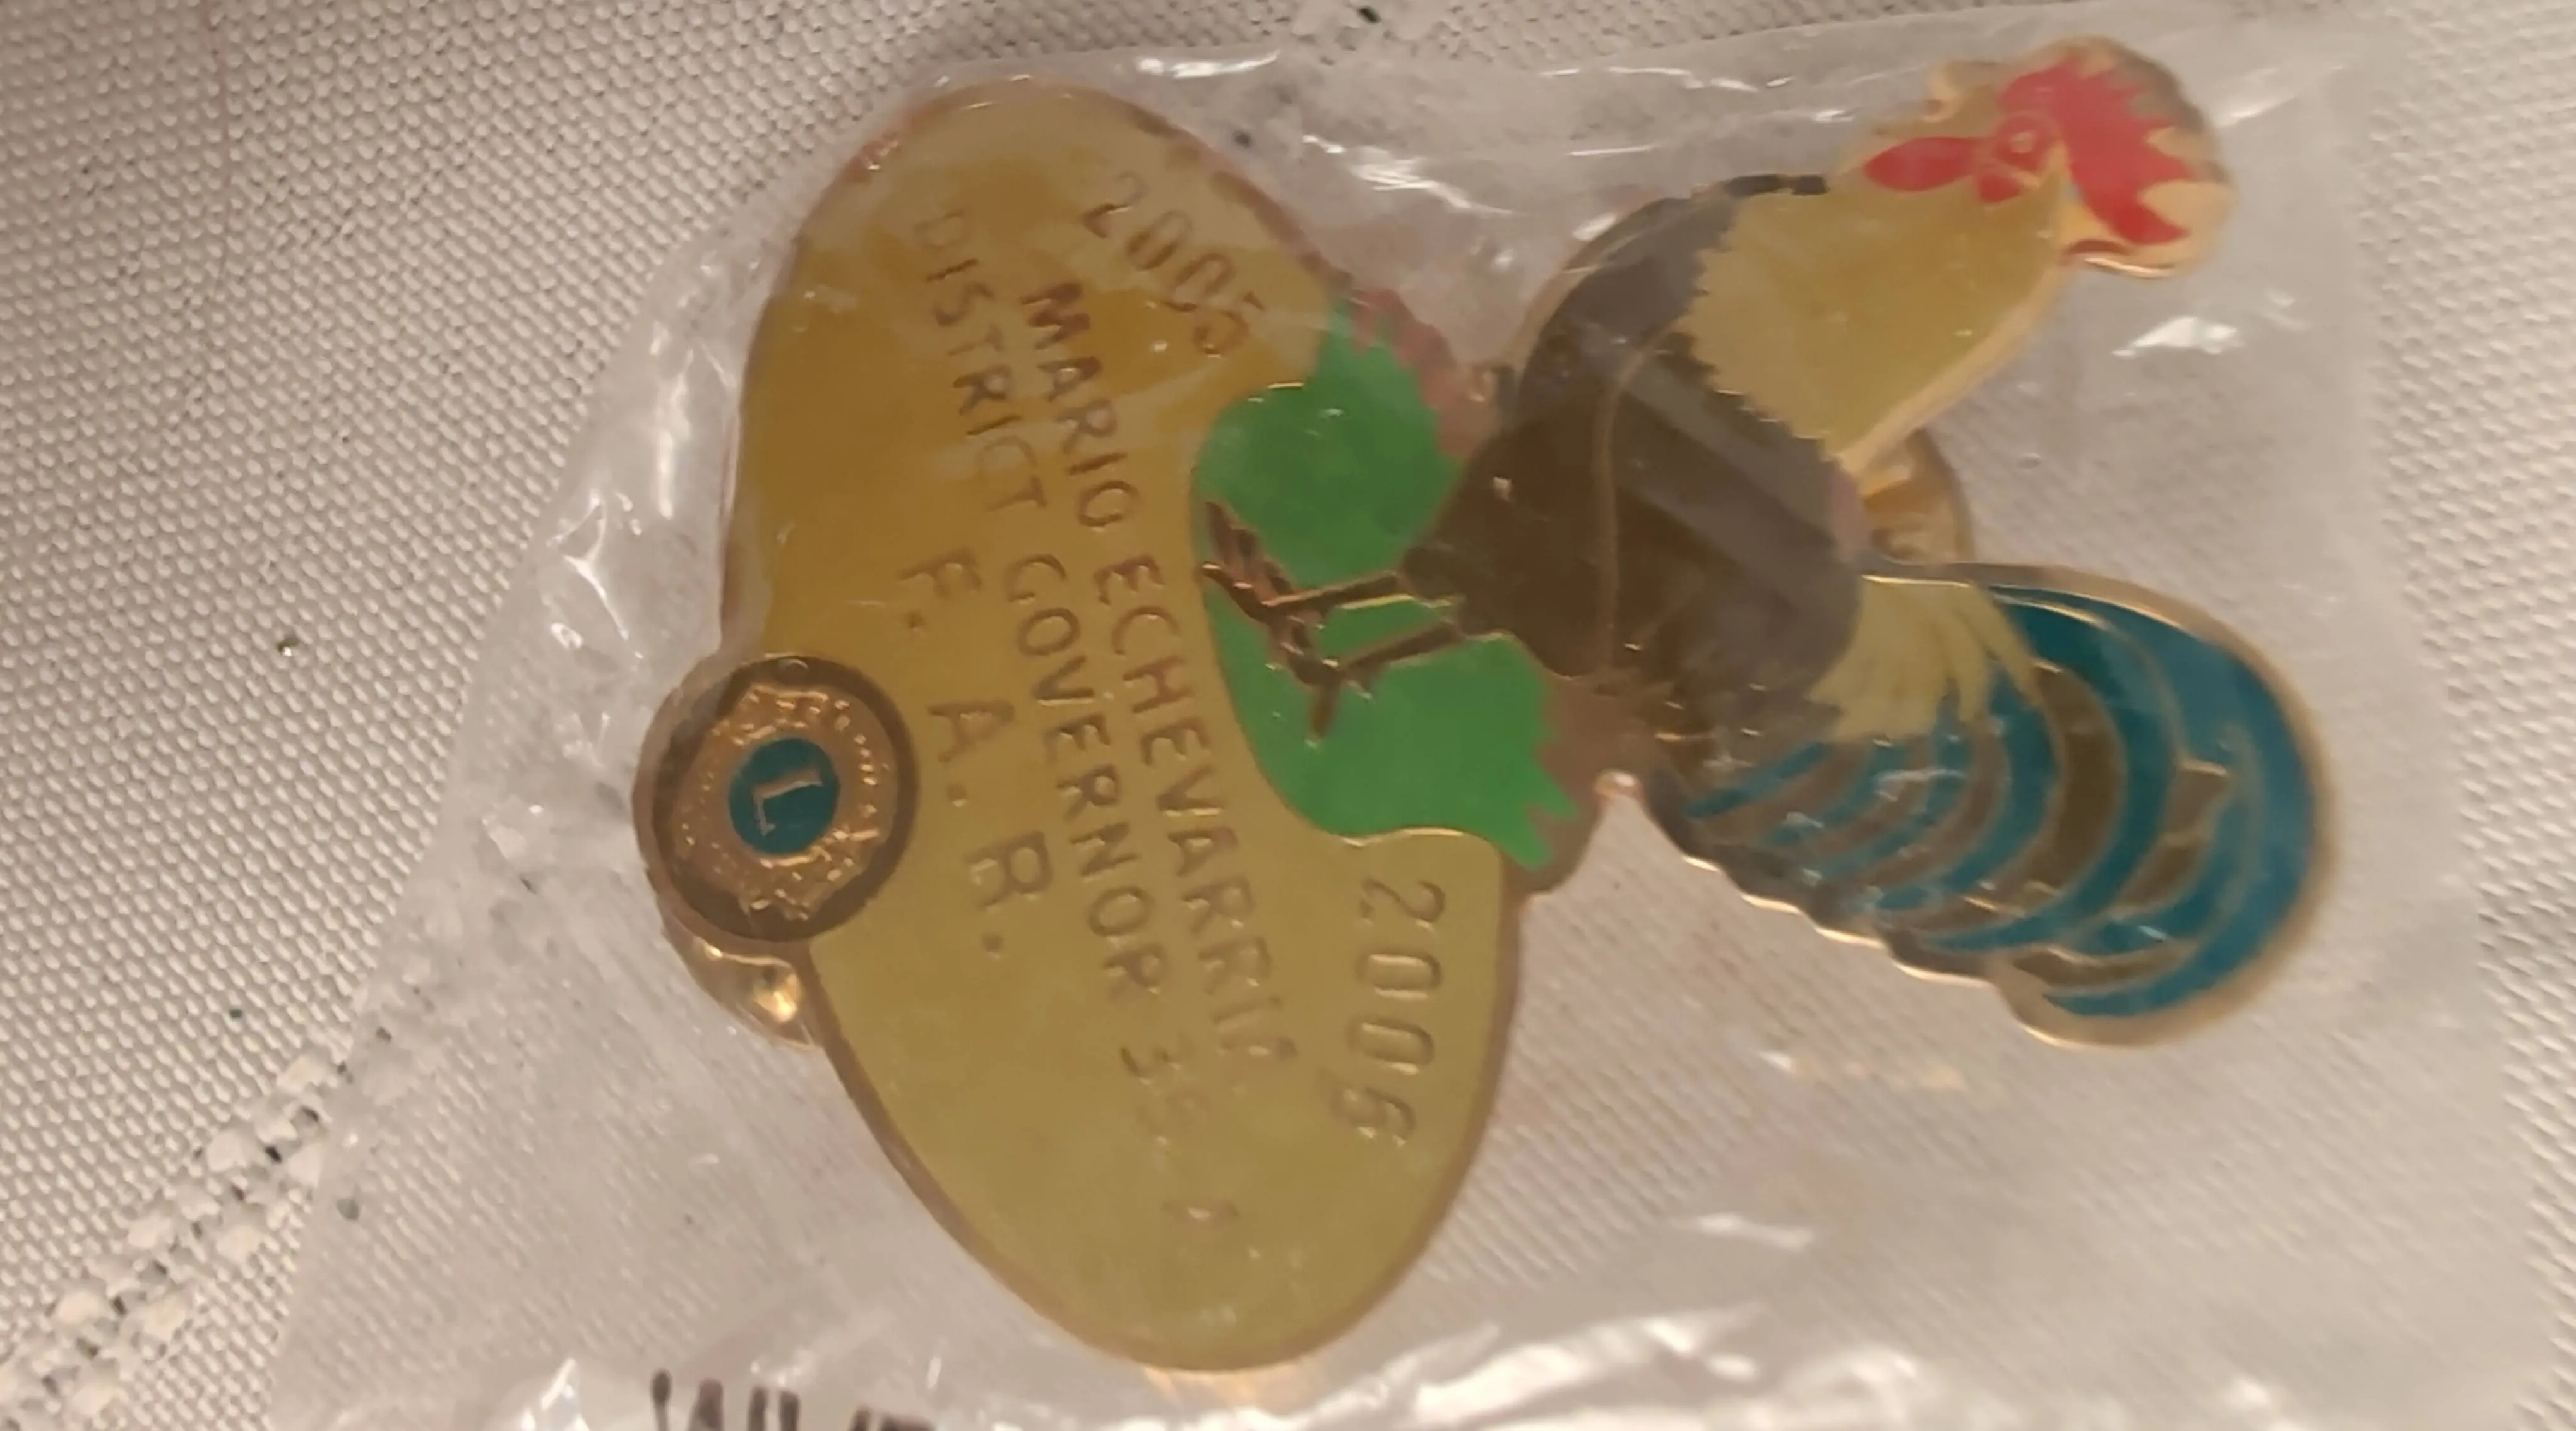 2005 2006
MARIO ECHEVARRIA
DISTRICT GOVERNOR
F. A. R.
L